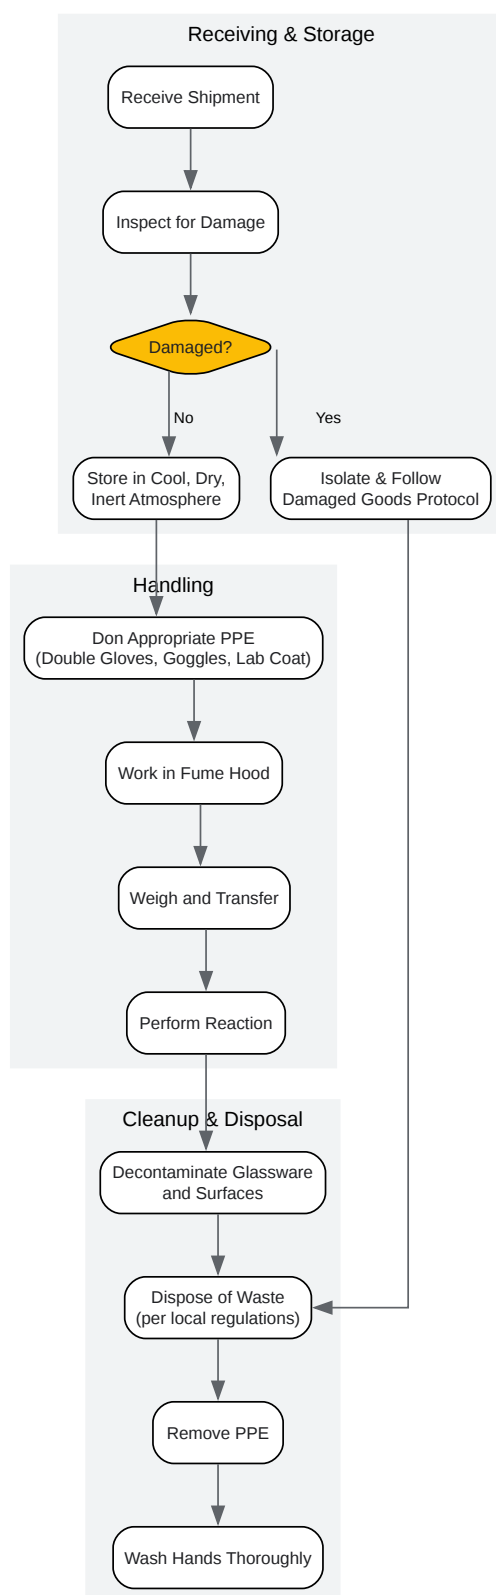 Receiving & Storage
Receive Shipment
Inspect for Damage
Damaged?
No
Yes
Store in Cool, Dry,
Inert Atmosphere
Isolate & Follow
Damaged Goods Protocol
Handling
Don Appropriate PPE
(Double Gloves, Goggles, Lab Coat)
Work in Fume Hood
Weigh and Transfer
Perform Reaction
Cleanup & Disposal
Decontaminate Glassware
and Surfaces
Dispose of Waste
(per local regulations)
Remove PPE
Wash Hands Thoroughly